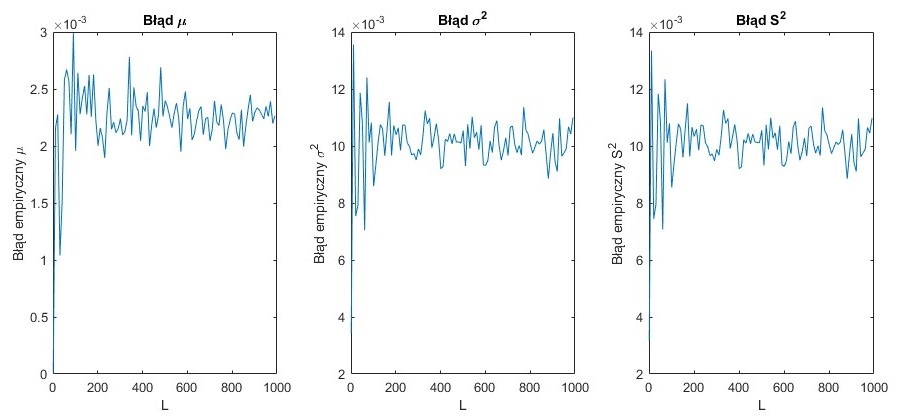 Błąd μ
×10⁻³
3
2.5
2
1.5
1
0.5
0
0 200 400 600 800 1000
L
Błąd empiryczny μ
Błąd σ²
×10⁻³
14
12
10
8
6
4
2
0 200 400 600 800 1000
L
Błąd empiryczny σ²
Błąd S²
×10⁻³
14
12
10
8
6
4
2
0 200 400 600 800 1000
L
Błąd empiryczny S²